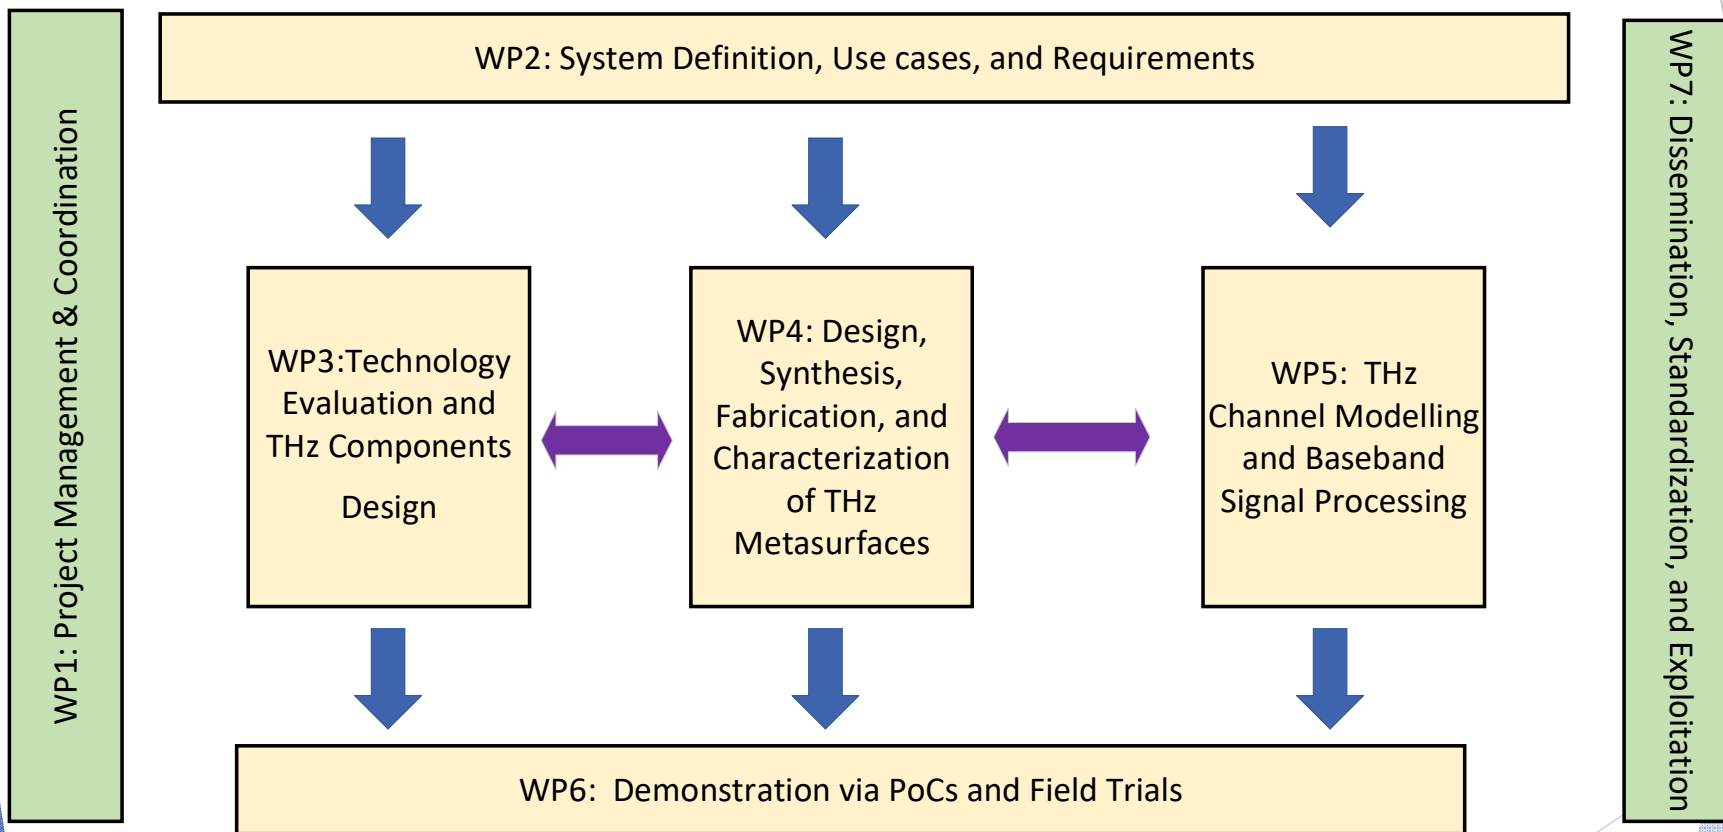 WP1: Project Management & Coordination
WP2: System Definition, Use cases, and Requirements
WP3:Technology
Evaluation and
THz Components
Design
WP4: Design,
Synthesis,
Fabrication, and
Characterization
of THz
Metasurfaces
WP5: THz
Channel Modelling
and Baseband
Signal Processing
WP6: Demonstration via PoCs and Field Trials
WP7: Dissemination, Standardization, and Exploitation